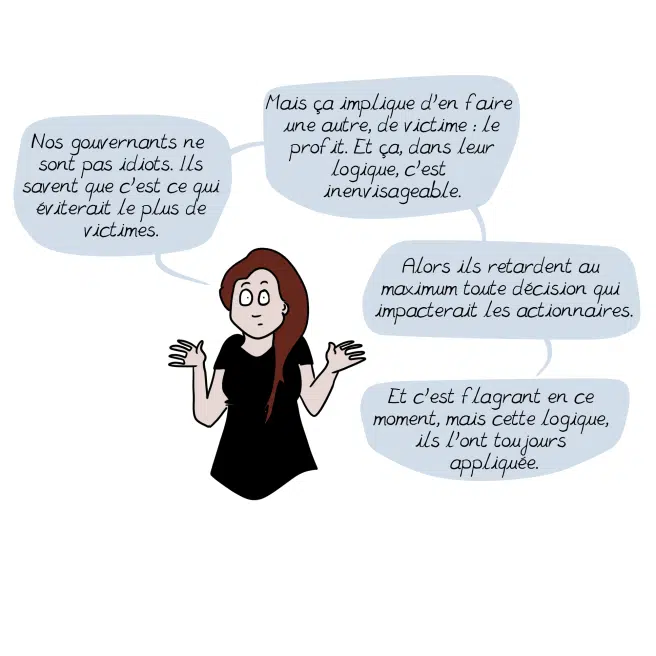 Nos gouvernants ne
sont pas idiots. Ils
savent que c'est ce qui
éviterait le plus de
victimes.
Mais ça implique d'en faire
une autre, de victime : le
profit. Et ça, dans leur
logique, c'est
inenvisageable.
Alors ils retardent au
maximum toute décision qui
impacterait les actionnaires.
Et c'est flagrant en ce
moment, mais cette logique,
ils l'ont toujours
appliquée.